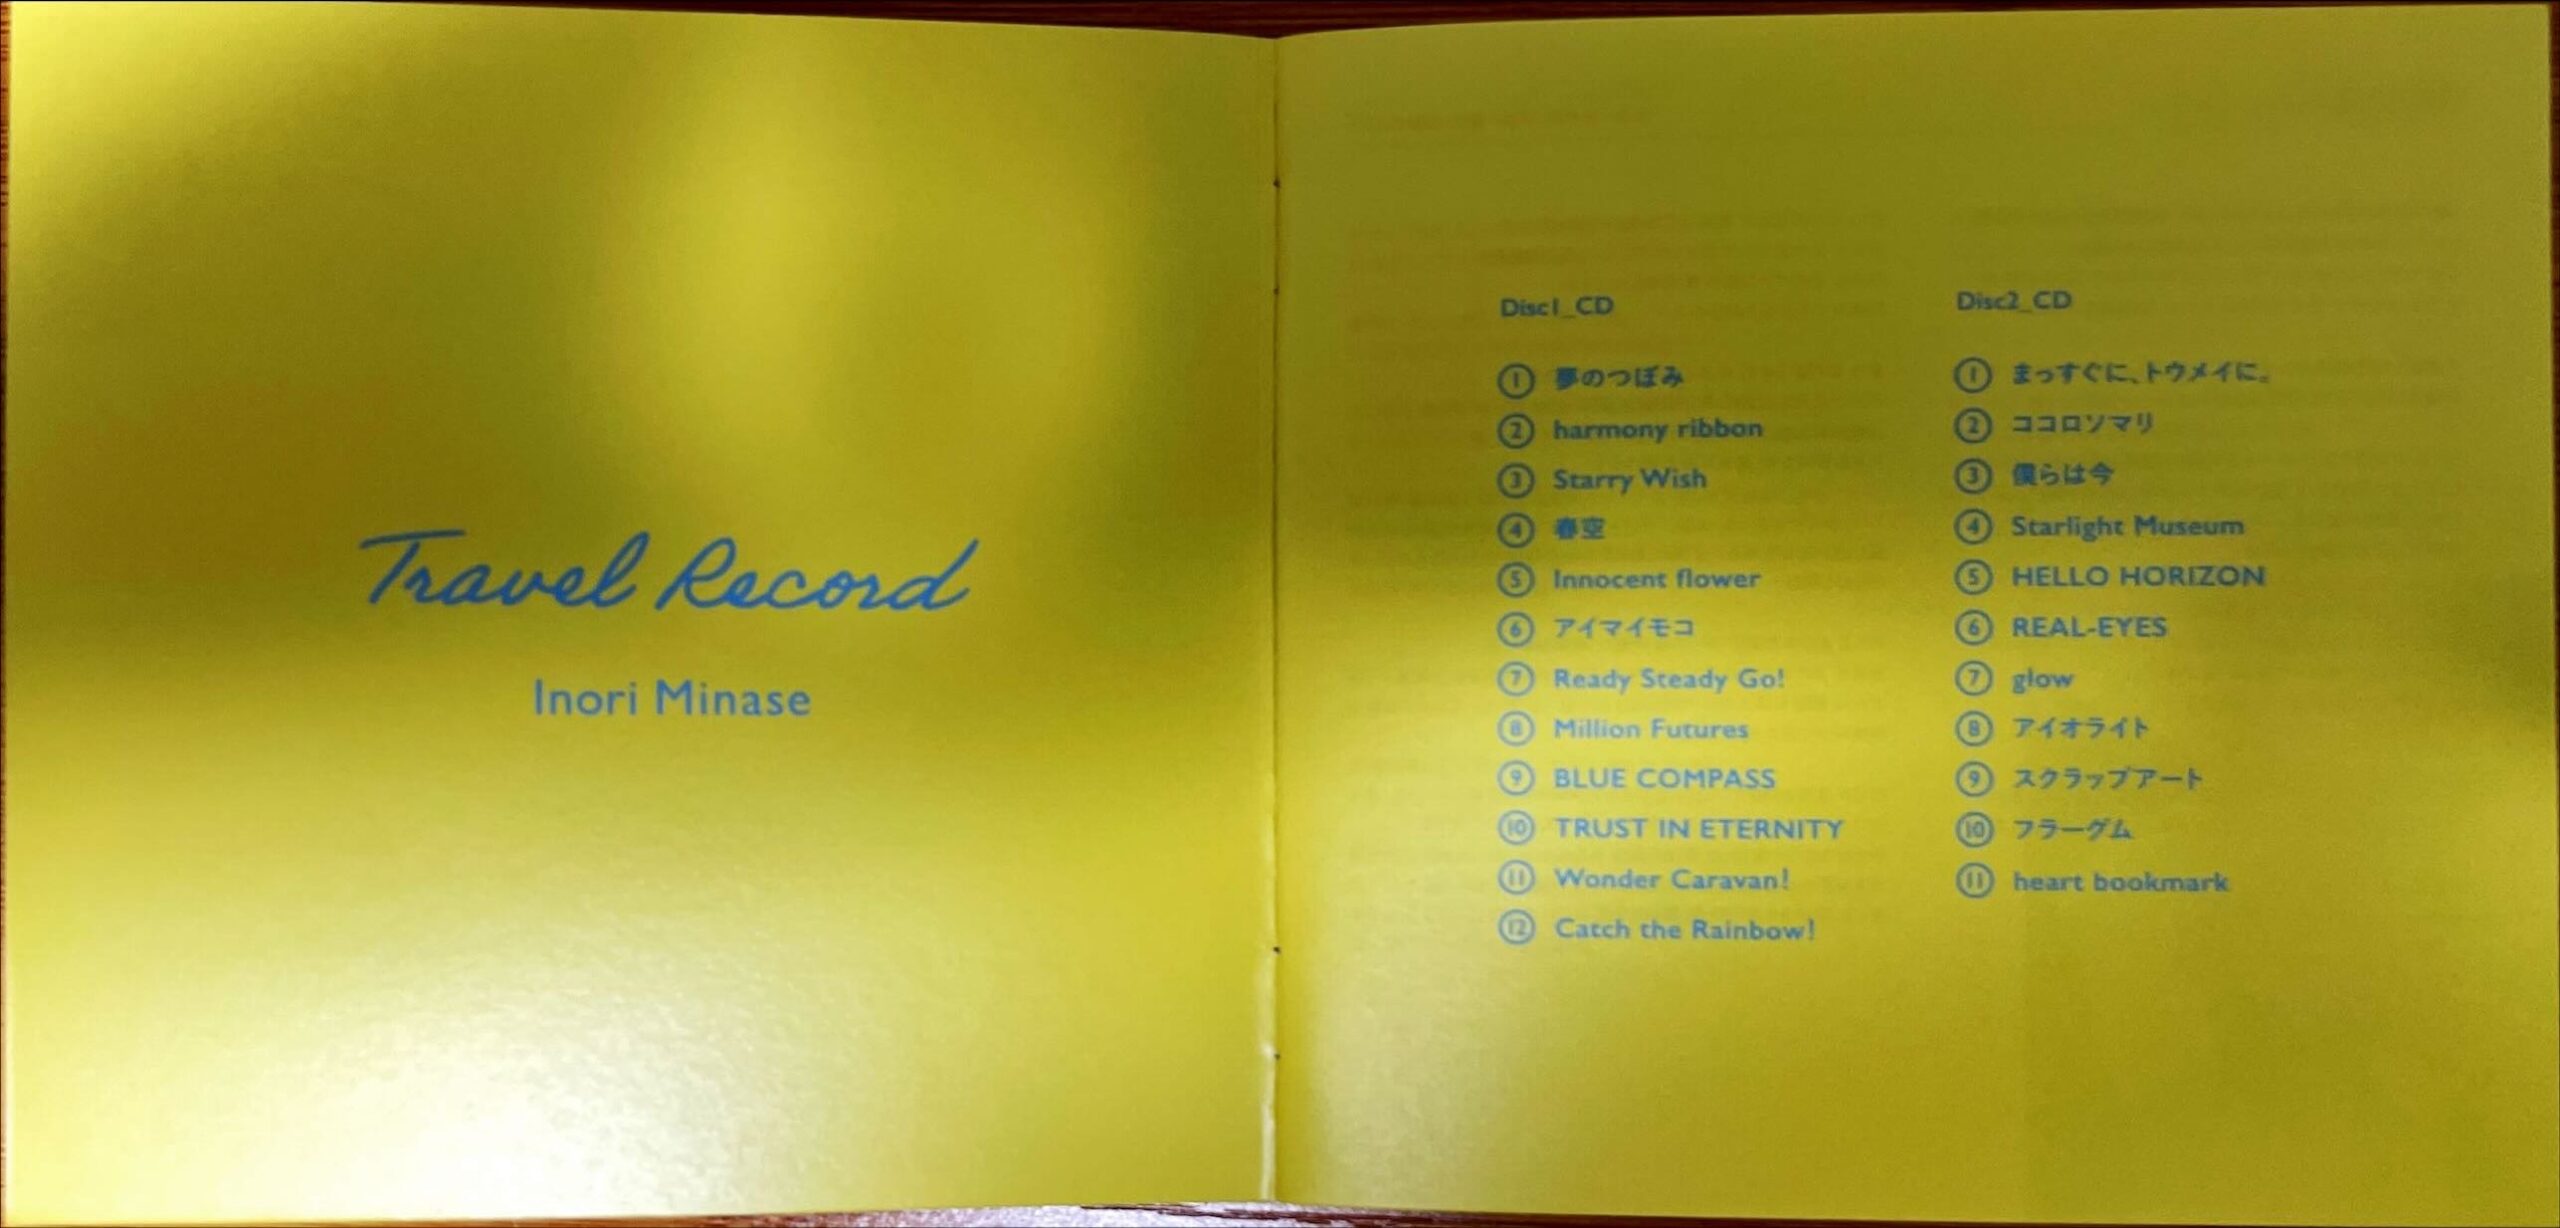 Travel Record
Inori Minase
Disc1_CD
① 夢のつぼみ
② harmony ribbon
③ Starry Wish
④ 春空
⑤ Innocent flower
⑥ アイマイモコ
⑦ Ready Steady Go!
⑧ Million Futures
⑨ BLUE COMPASS
⑩ TRUST IN ETERNITY
⑪ Wonder Caravan!
⑫ Catch the Rainbow!
Disc2_CD
① まっすぐに、トウメイに。
② ココロソマリ
③ 僕らは今
④ Starlight Museum
⑤ HELLO HORIZON
⑥ REAL-EYES
⑦ glow
⑧ アイオライト
⑨ スクラップアート
⑩ フラーグム
⑪ heart bookmark